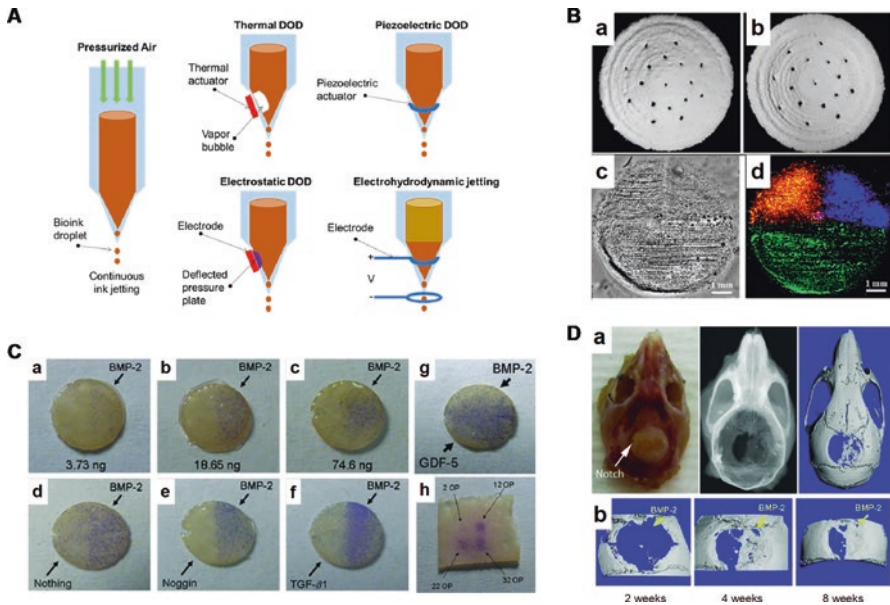 A
Pressurized Air
Bioink
droplet
Continuous
ink jetting
Thermal DOD
Thermal
actuator
Vapor
bubble
Piezoelectric DOD
Piezoelectric
actuator
Electrostatic DOD
Electrode
Deflected
pressure
plate
Electrohydrodynamic jetting
Electrode
+
V
-
B
a
b
c
1 mm
d
1 mm
C
a
BMP-2
3.73 ng
b
BMP-2
18.65 ng
c
BMP-2
74.6 ng
g
BMP-2
GDF-5
d
BMP-2
Nothing
e
BMP-2
Noggin
f
BMP-2
TGF-β1
h
2 OP
12 OP
22 OP
32 OP
D
a
Notch
b
BMP-2
BMP-2
BMP-2
2 weeks
4 weeks
8 weeks